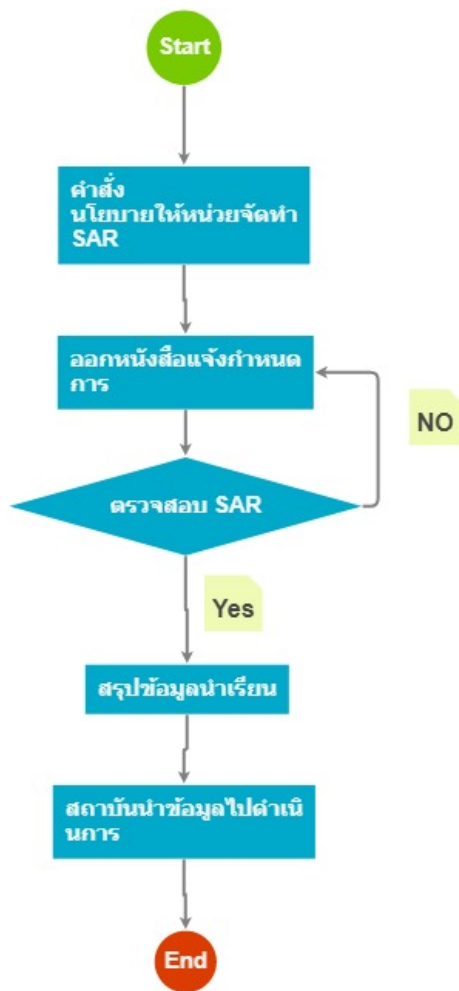 Start
คำสั่ง
นโยบายให้หน่วยจัดทำ
SAR
ออกหนังสือแจ้งกำหนด
การ
NO
ตรวจสอบ SAR
Yes
สรุปข้อมูลนำเรียน
สถาบันนำข้อมูลไปดำเนิ
นการ
End